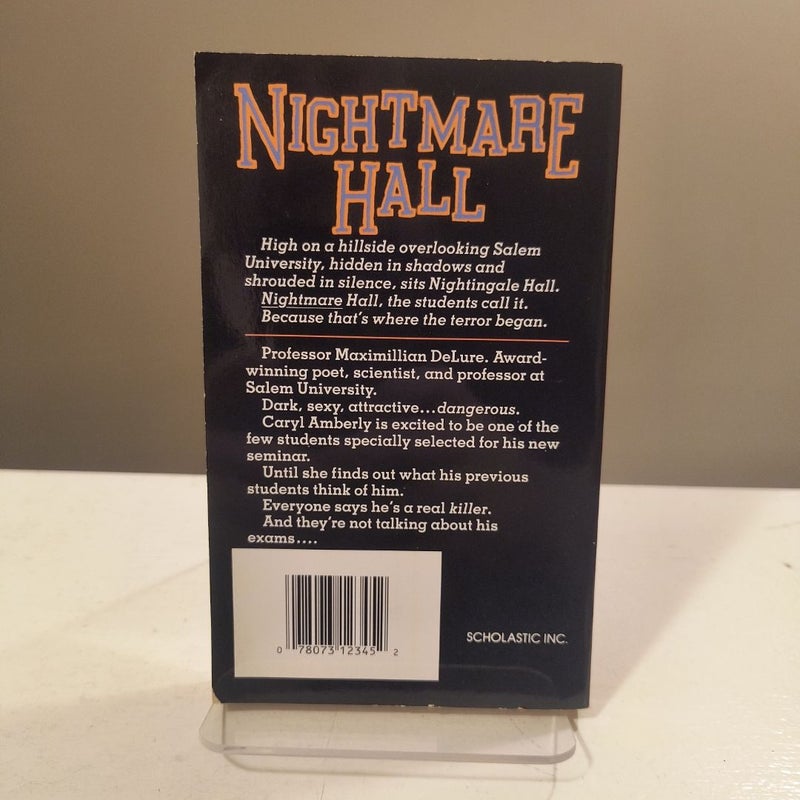 NIGHTMARE
HALL
High on a hillside overlooking Salem
University, hidden in shadows and
shrouded in silence, sits Nightingale Hall.
Nightmare Hall, the students call it.
Because that's where the terror began.
Professor Maximillian DeLure. Award-
winning poet, scientist, and professor at
Salem University.
Dark, sexy, attractive...dangerous.
Caryl Amberly is excited to be one of the
few students specially selected for his new
seminar.
Until she finds out what his previous
students think of him.
Everyone says he's a real killer.
And they're not talking about his
exams....
SCHOLASTIC INC.
0 78073 12345 2